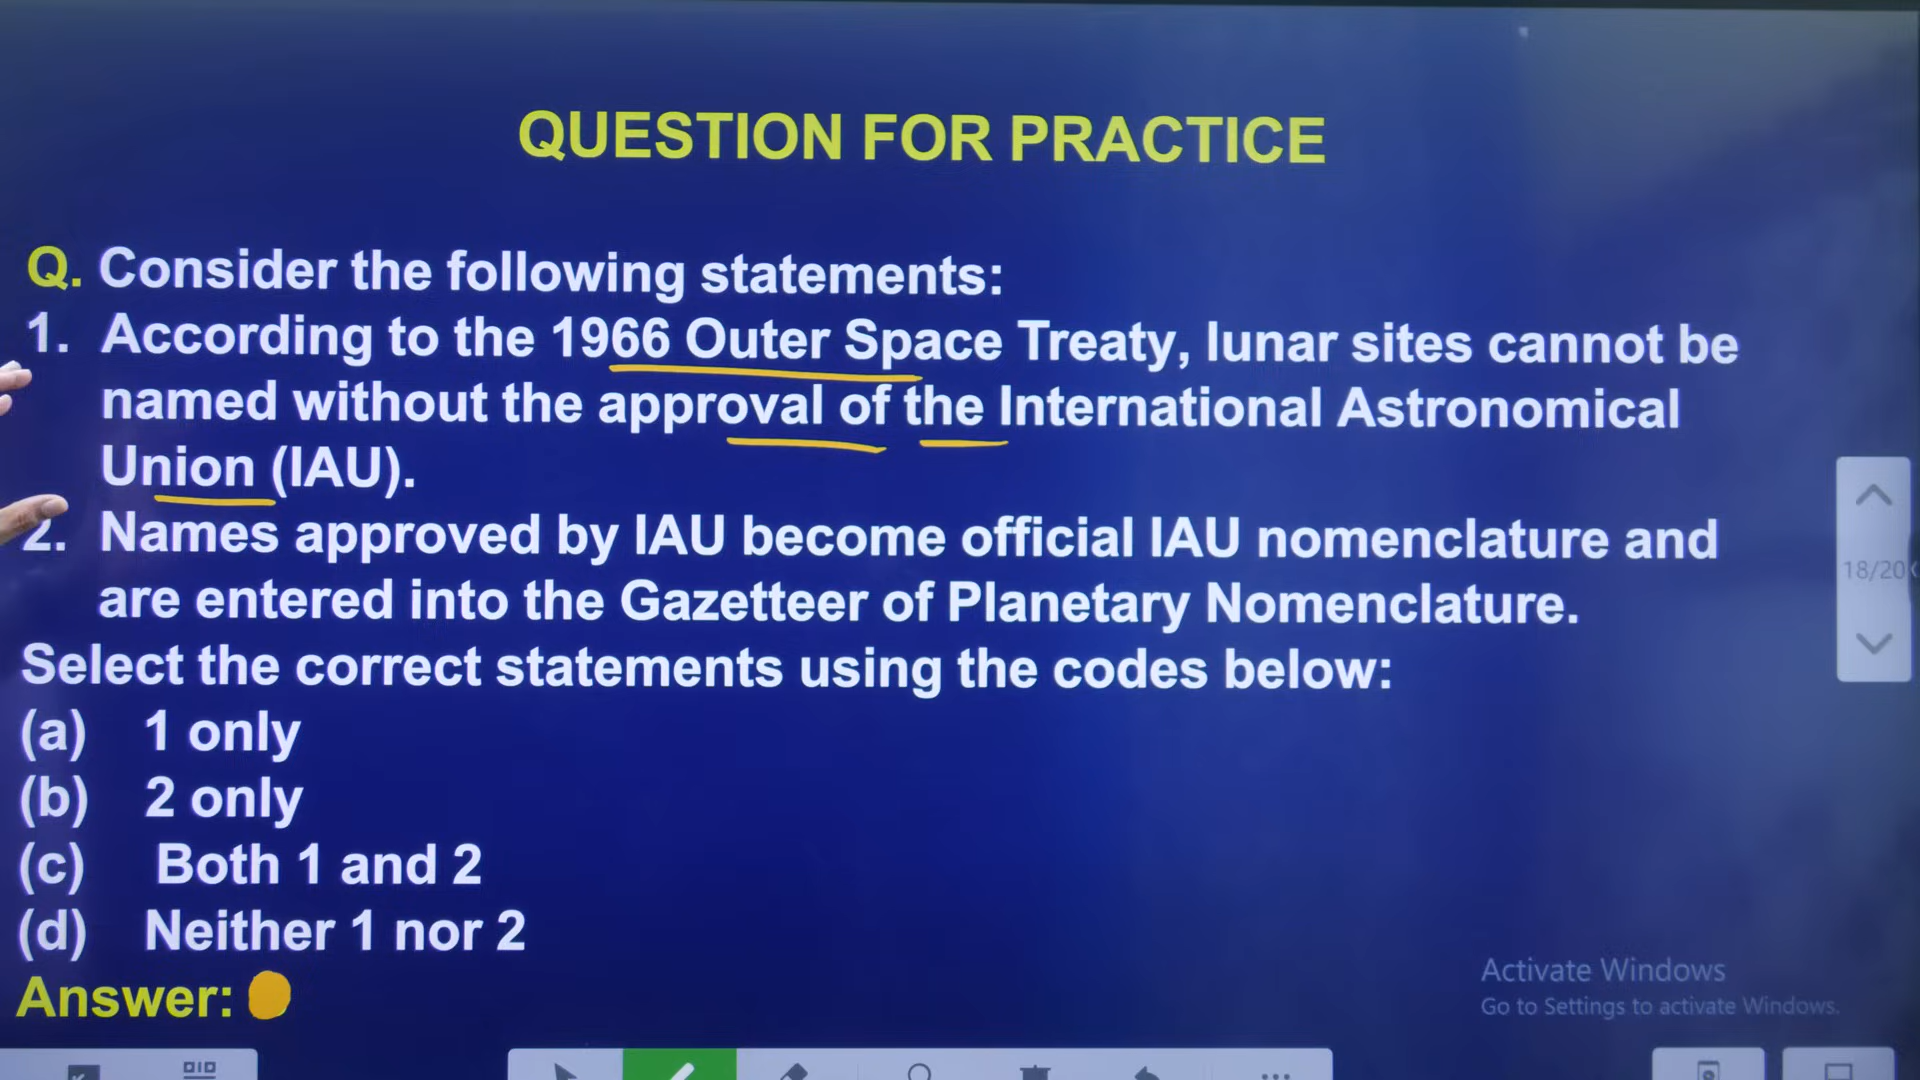 QUESTION FOR PRACTICE
Q. Consider the following statements:
1. According to the 1966 Outer Space Treaty, lunar sites cannot be
named without the approval of the International Astronomical
Union (IAU).
2. Names approved by IAU become official IAU nomenclature and
are entered into the Gazetteer of Planetary Nomenclature.
Select the correct statements using the codes below:
(a) 1 only
(b) 2 only
(c) Both 1 and 2
(d) Neither 1 nor 2
Answer:
18/20
Activate Windows
Go to Settings to activate Windows.